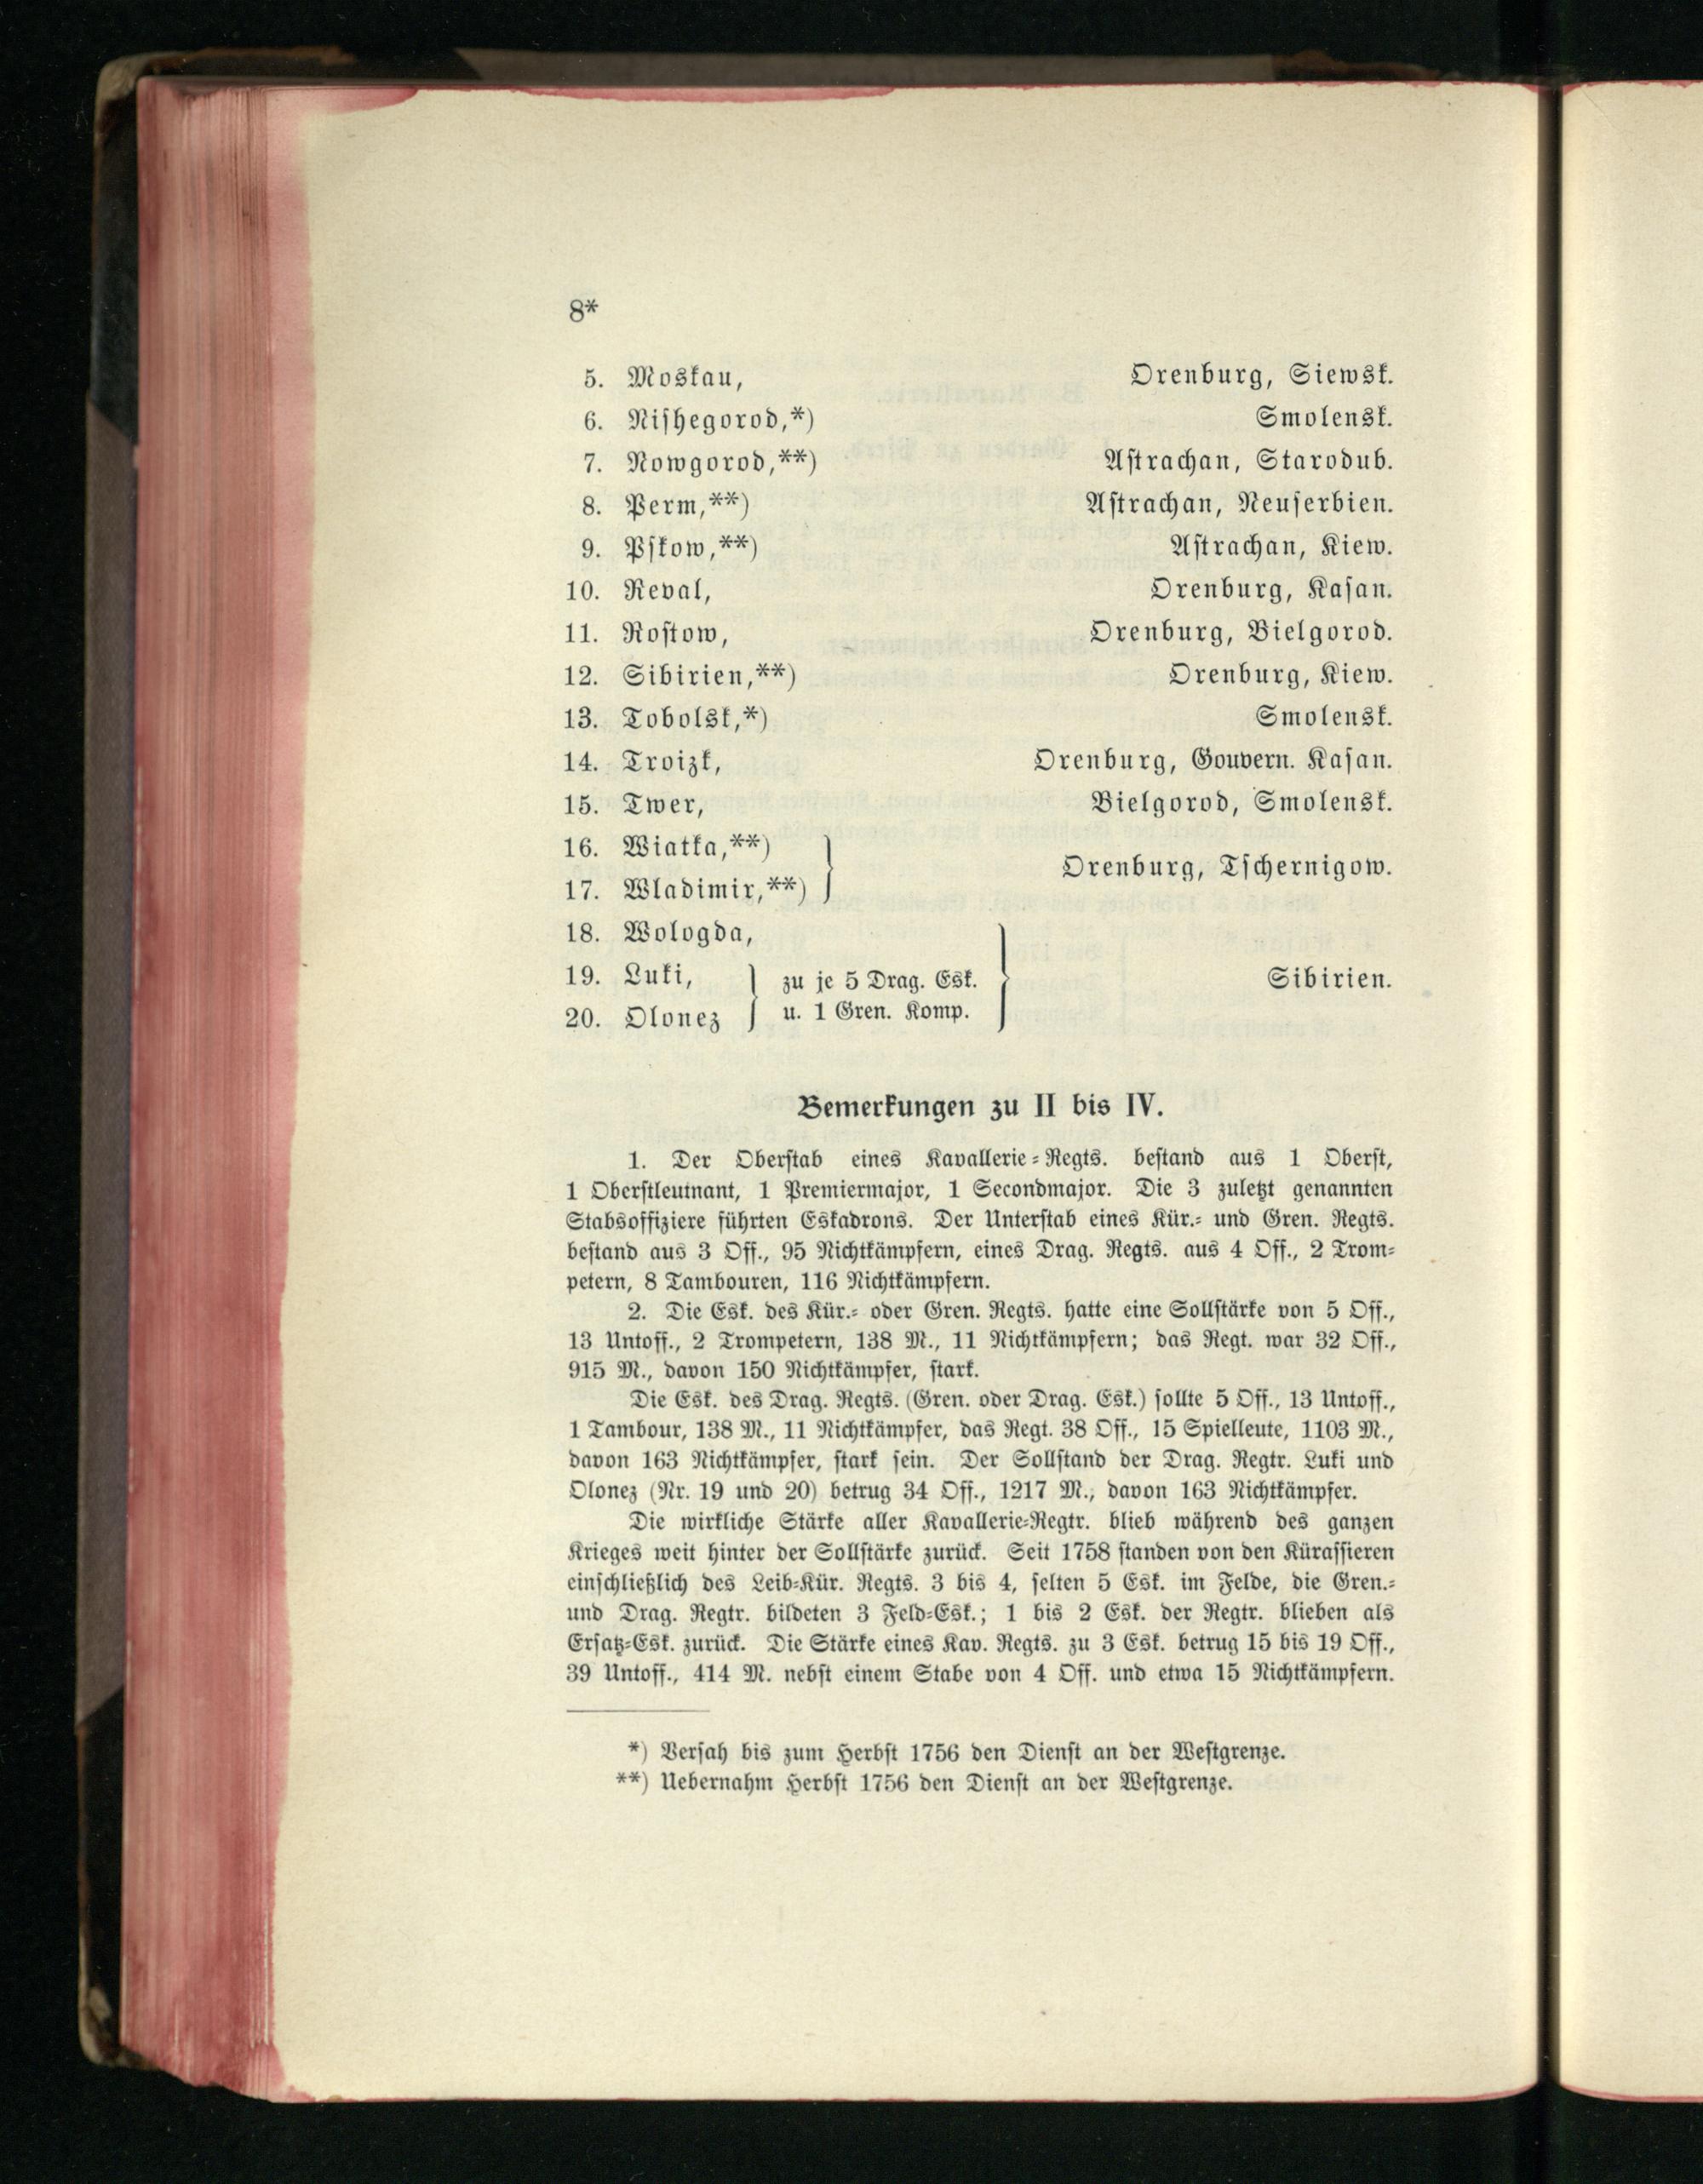 8*
5. Moskau, Orenburg, Siewsk.
6. Nishegorod,*) Smolensk.
7. Nowgorod,**) Astrachan, Starodub.
8. Perm,**) Astrachan, Neuserbien.
9. Pskow,**) Astrachan, Kiew.
10. Reval, Orenburg, Kasan.
11. Rostow, Orenburg, Bielgorod.
12. Sibirien,**) Orenburg, Kiew.
13. Tobolsk,*) Smolensk.
14. Troizk, Orenburg, Gouvern. Kasan.
15. Twer, Bielgorod, Smolensk.
16. Wiatka,**)
Orenburg, Tschernigow.
17. Wladimir,**)
18. Wologda,
19. Luki, zu je 5 Drag. Esk. Sibirien.
20. Olonez u. 1 Gren. Komp.
Bemerkungen zu II bis IV.
1. Der Oberstab eines Kavallerie-Regts. bestand aus 1 Oberst,
1 Oberstleutnant, 1 Premiermajor, 1 Secondmajor. Die 3 zuletzt genannten
Stabsoffiziere führten Eskadrons. Der Unterstab eines Kür.- und Gren. Regts.
bestand aus 3 Off., 95 Nichtkämpfern, eines Drag. Regts. aus 4 Off., 2 Trom-
petern, 8 Tambouren, 116 Nichtkämpfern.
2. Die Esk. des Kür.- oder Gren. Regts. hatte eine Sollstärke von 5 Off.,
13 Untoff., 2 Trompetern, 138 M., 11 Nichtkämpfern; das Regt. war 32 Off.,
915 M., davon 150 Nichtkämpfer, stark.
Die Esk. des Drag. Regts. (Gren. oder Drag. Esk.) sollte 5 Off., 13 Untoff.,
1 Tambour, 138 M., 11 Nichtkämpfer, das Regt. 38 Off., 15 Spielleute, 1103 M.,
davon 163 Nichtkämpfer, stark sein. Der Sollstand der Drag. Regtr. Luki und
Olonez (Nr. 19 und 20) betrug 34 Off., 1217 M., davon 163 Nichtkämpfer.
Die wirkliche Stärke aller Kavallerie-Regtr. blieb während des ganzen
Krieges weit hinter der Sollstärke zurück. Seit 1758 standen von den Kürassieren
einschließlich des Leib-Kür. Regts. 3 bis 4, selten 5 Esk. im Felde, die Gren.-
und Drag. Regtr. bildeten 3 Feld-Esk.; 1 bis 2 Esk. der Regtr. blieben als
Ersatz-Esk. zurück. Die Stärke eines Kav. Regts. zu 3 Esk. betrug 15 bis 19 Off.,
39 Untoff., 414 M. nebst einem Stabe von 4 Off. und etwa 15 Nichtkämpfern.
*) Versah bis zum Herbst 1756 den Dienst an der Westgrenze.
**) Uebernahm Herbst 1756 den Dienst an der Westgrenze.